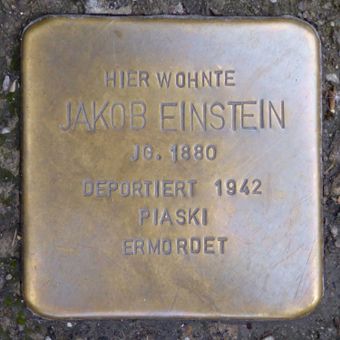 HIER WOHNTE
JAKOB EINSTEIN
JG. 1880
DEPORTIERT 1942
PIASKI
ERMORDET